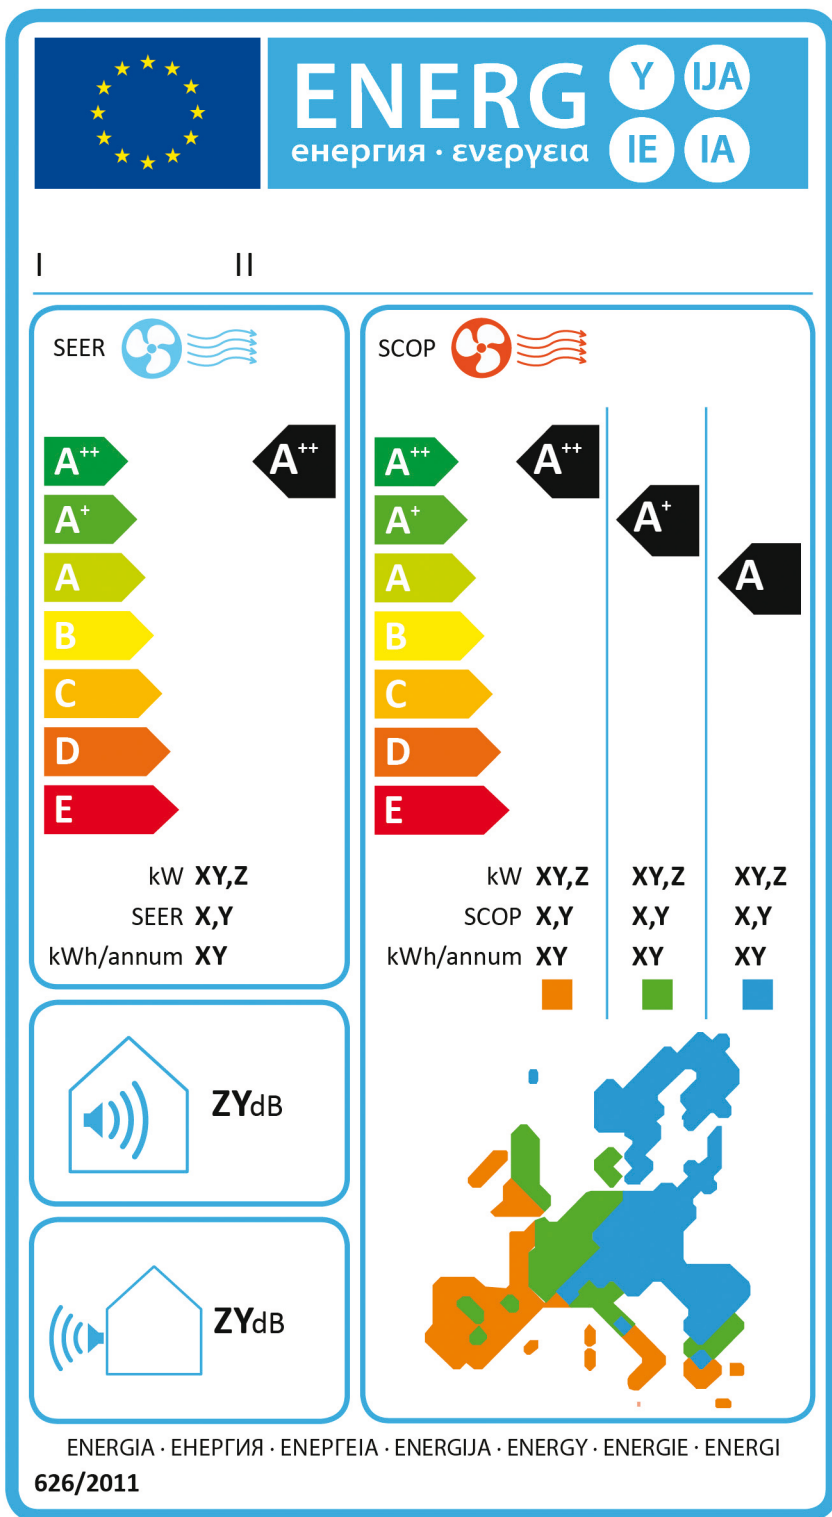 ENERG Y IJA
енергия · ενεργεια IE IA
I II
SEER
A++ A++
A+
A
B
C
D
E
kW XY,Z
SEER X,Y
kWh/annum XY
SCOP
A++ A++
A+ A+
A A
B
C
D
E
kW XY,Z XY,Z XY,Z
SCOP X,Y X,Y X,Y
kWh/annum XY XY XY
ZYdB
ZYdB
ENERGIA · ЕНЕРГИЯ · ΕΝΕΡΓΕΙΑ · ENERGIJA · ENERGY · ENERGIE · ENERGI
626/2011